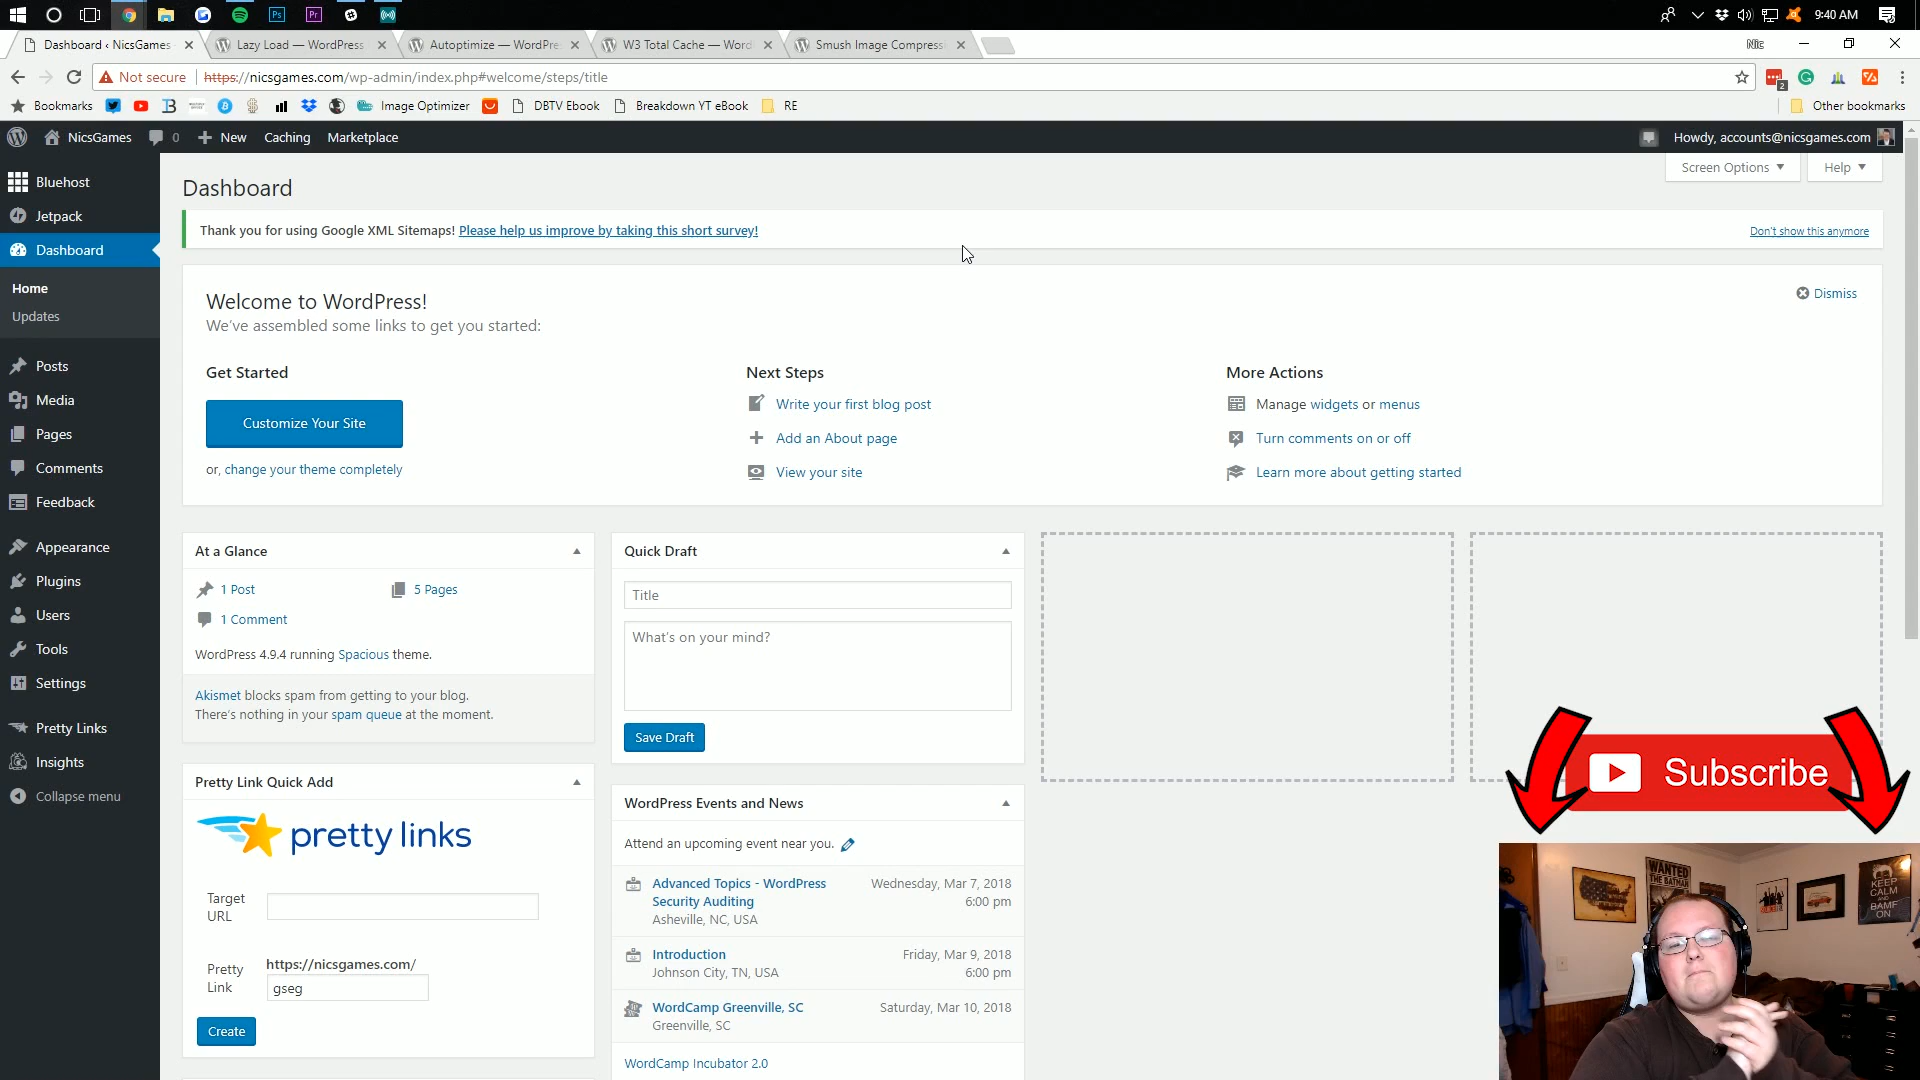 9:40 AM
Dashboard ‹ NicsGames
Lazy Load — WordPress
Autoptimize — WordPre
W3 Total Cache — Word
Smush Image Compress
Nic
Not secure
https://nicsgames.com/wp-admin/index.php#welcome/steps/title
2
Bookmarks
Image Optimizer
DBTV Ebook
Breakdown YT eBook
RE
Other bookmarks
NicsGames
0
New
Caching
Marketplace
Howdy, accounts@nicsgames.com
Screen Options
Help
Bluehost
Jetpack
Dashboard
Home
Updates
Posts
Media
Pages
Comments
Feedback
Appearance
Plugins
Users
Tools
Settings
Pretty Links
Insights
Collapse menu
Dashboard
Thank you for using Google XML Sitemaps! Please help us improve by taking this short survey!
Don't show this anymore
Welcome to WordPress!
We've assembled some links to get you started:
Dismiss
Get Started
Customize Your Site
or, change your theme completely
Next Steps
Write your first blog post
Add an About page
View your site
More Actions
Manage widgets or menus
Turn comments on or off
Learn more about getting started
At a Glance
1 Post
5 Pages
1 Comment
WordPress 4.9.4 running Spacious theme.
Akismet blocks spam from getting to your blog.
There's nothing in your spam queue at the moment.
Pretty Link Quick Add
pretty links
Target
URL
Pretty
Link
https://nicsgames.com/
gseg
Create
Quick Draft
Title
What's on your mind?
Save Draft
WordPress Events and News
Attend an upcoming event near you.
Advanced Topics - WordPress
Security Auditing
Asheville, NC, USA
Wednesday, Mar 7, 2018
6:00 pm
Introduction
Johnson City, TN, USA
Friday, Mar 9, 2018
6:00 pm
WordCamp Greenville, SC
Greenville, SC
Saturday, Mar 10, 2018
WordCamp Incubator 2.0
Subscribe
WANTED
THE BATMAN
KEEP
CALM
AND
BAMF
ON